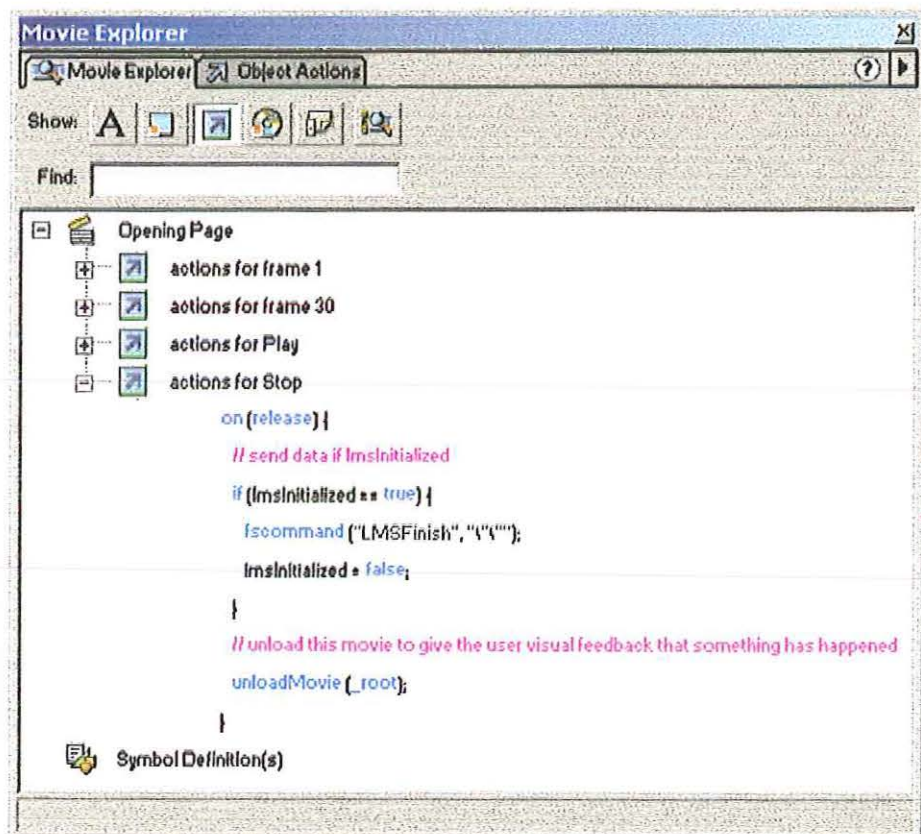 Movie Explorer
Movie Explorer Object Actions
Show: A
Find:
Opening Page
actions for frame 1
actions for frame 30
actions for Play
actions for Stop
on (release) {
// send data if lmsInitialized
if (lmsInitialized == true) {
fscommand ("LMSFinish", "\"\"");
lmsInitialized = false;
}
// unload this movie to give the user visual feedback that something has happened
unloadMovie (_root);
}
Symbol Definition(s)